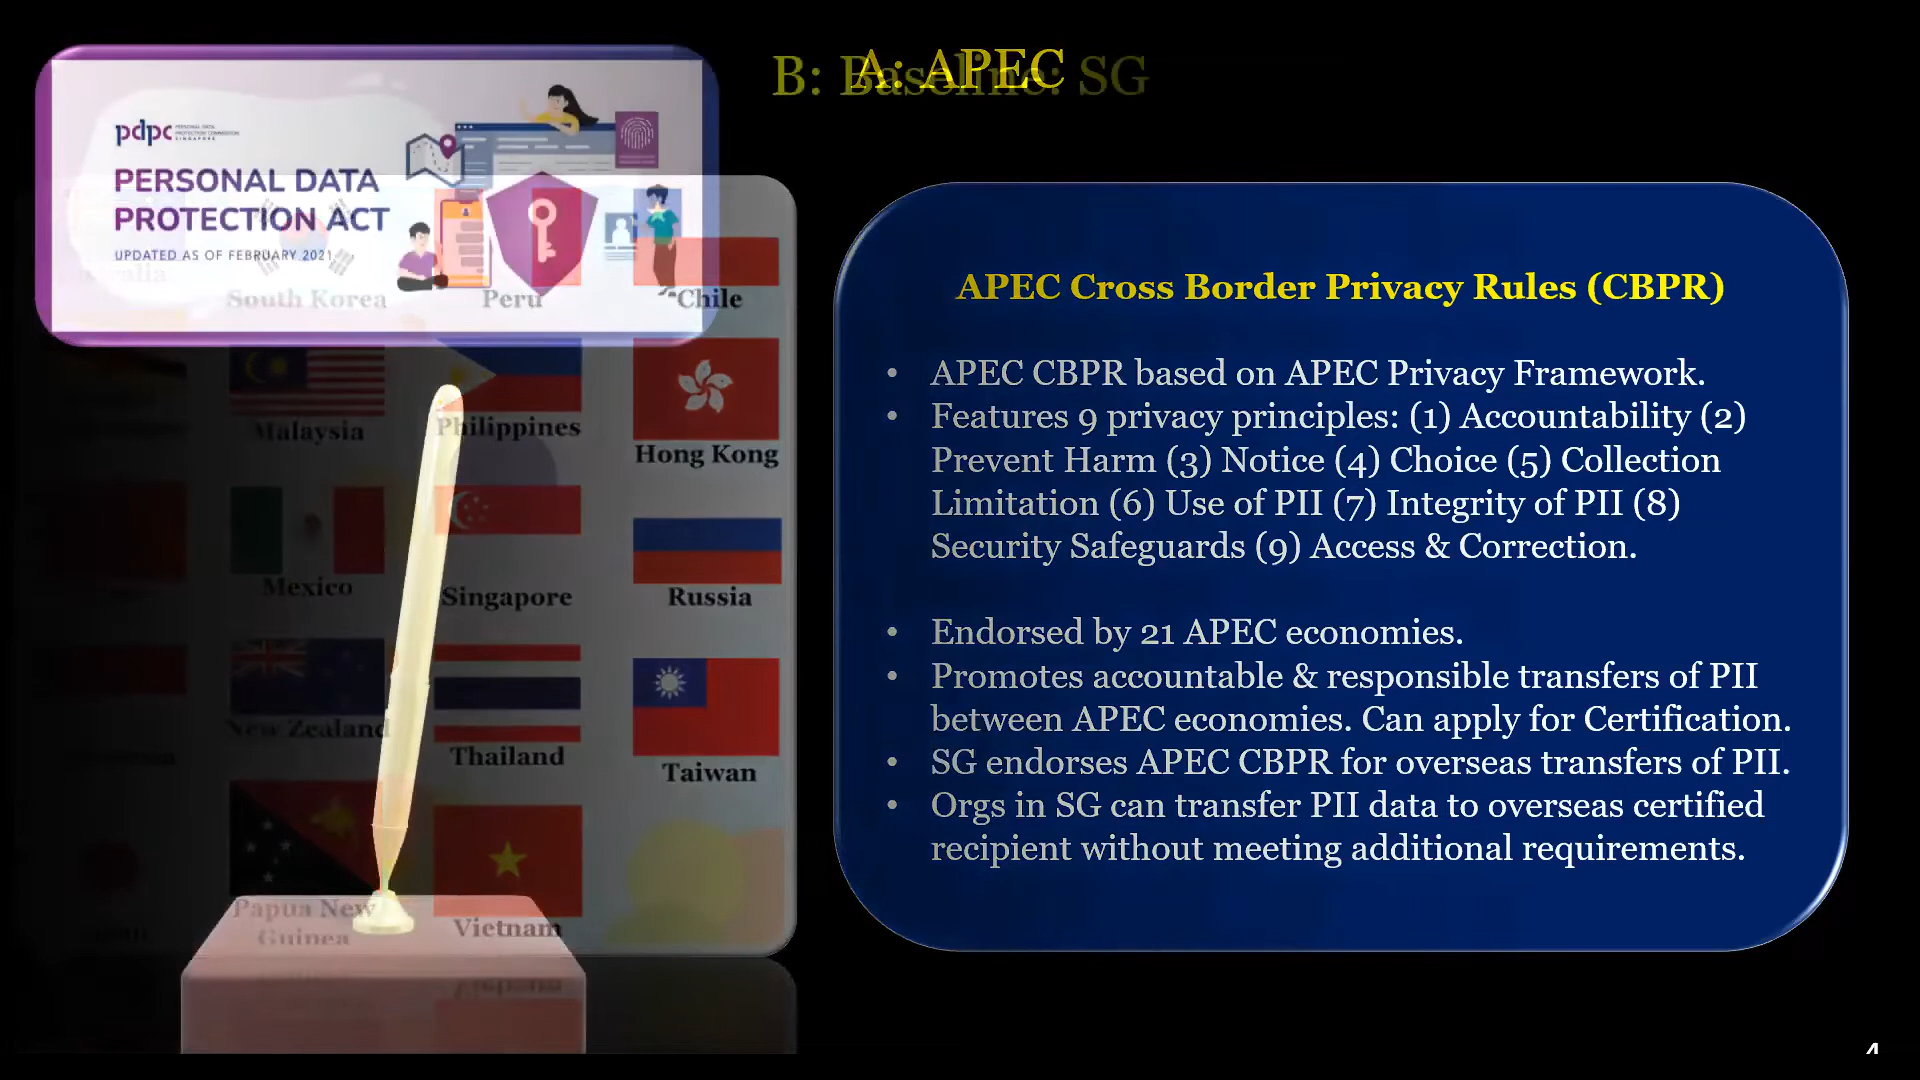 B: Baseline: SG
A: APEC
pdpc PERSONAL DATA
PROTECTION COMMISSION
SINGAPORE
PERSONAL DATA
PROTECTION ACT
UPDATED AS OF FEBRUARY 2021
South Korea
Peru
Chile
Malaysia
Philippines
Hong Kong
Mexico
Singapore
Russia
New Zealand
Thailand
Taiwan
Papua New
Guinea
Vietnam
APEC Cross Border Privacy Rules (CBPR)
• APEC CBPR based on APEC Privacy Framework.
• Features 9 privacy principles: (1) Accountability (2)
Prevent Harm (3) Notice (4) Choice (5) Collection
Limitation (6) Use of PII (7) Integrity of PII (8)
Security Safeguards (9) Access & Correction.
• Endorsed by 21 APEC economies.
• Promotes accountable & responsible transfers of PII
between APEC economies. Can apply for Certification.
• SG endorses APEC CBPR for overseas transfers of PII.
• Orgs in SG can transfer PII data to overseas certified
recipient without meeting additional requirements.